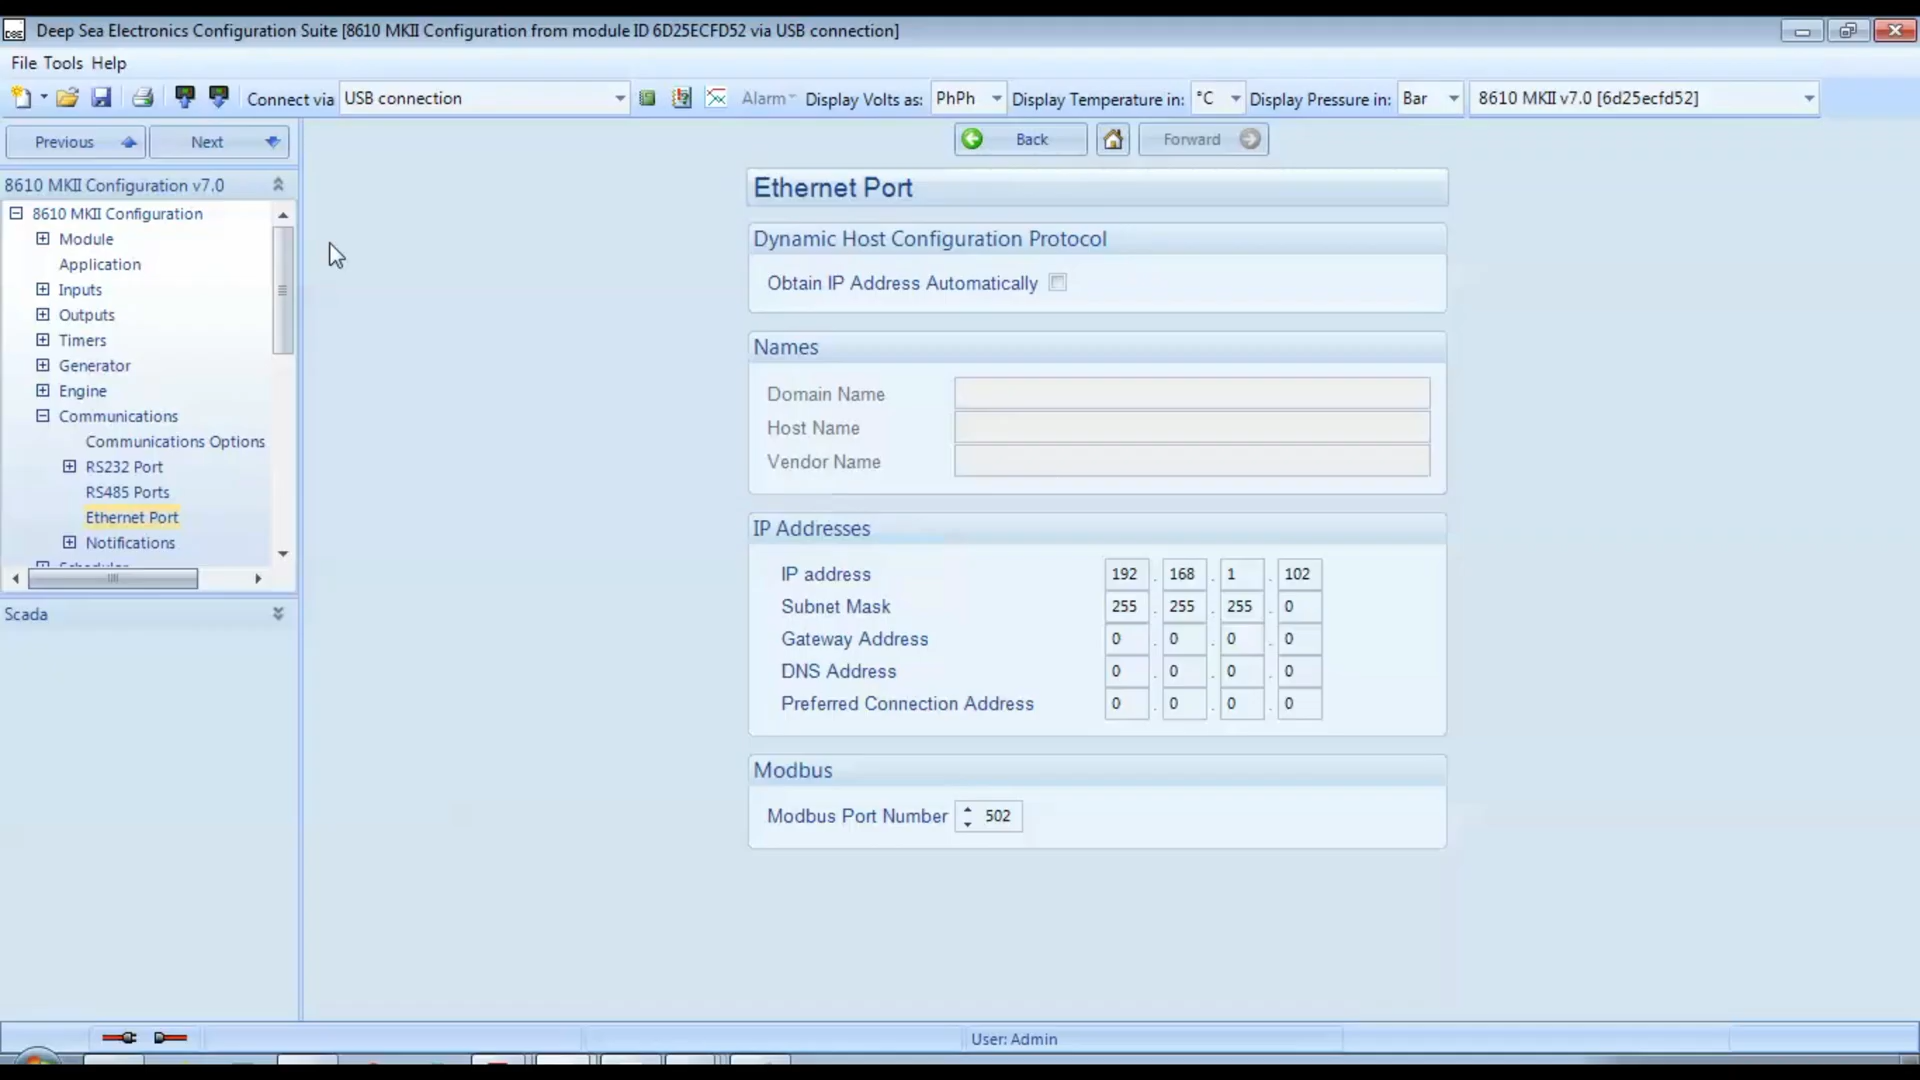 Deep Sea Electronics Configuration Suite [8610 MKII Configuration from module ID 6D25ECFD52 via USB connection]
File Tools Help
Connect via USB connection Alarm Display Volts as: PhPh Display Temperature in: °C Display Pressure in: Bar 8610 MKII v7.0 [6d25ecfd52]
Previous Next
Back Forward
8610 MKII Configuration v7.0
8610 MKII Configuration
Module
Application
Inputs
Outputs
Timers
Generator
Engine
Communications
Communications Options
RS232 Port
RS485 Ports
Ethernet Port
Notifications
Scheduler
Scada
Ethernet Port
Dynamic Host Configuration Protocol
Obtain IP Address Automatically
Names
Domain Name
Host Name
Vendor Name
IP Addresses
IP address 192 . 168 . 1 . 102
Subnet Mask 255 . 255 . 255 . 0
Gateway Address 0 . 0 . 0 . 0
DNS Address 0 . 0 . 0 . 0
Preferred Connection Address 0 . 0 . 0 . 0
Modbus
Modbus Port Number 502
User: Admin